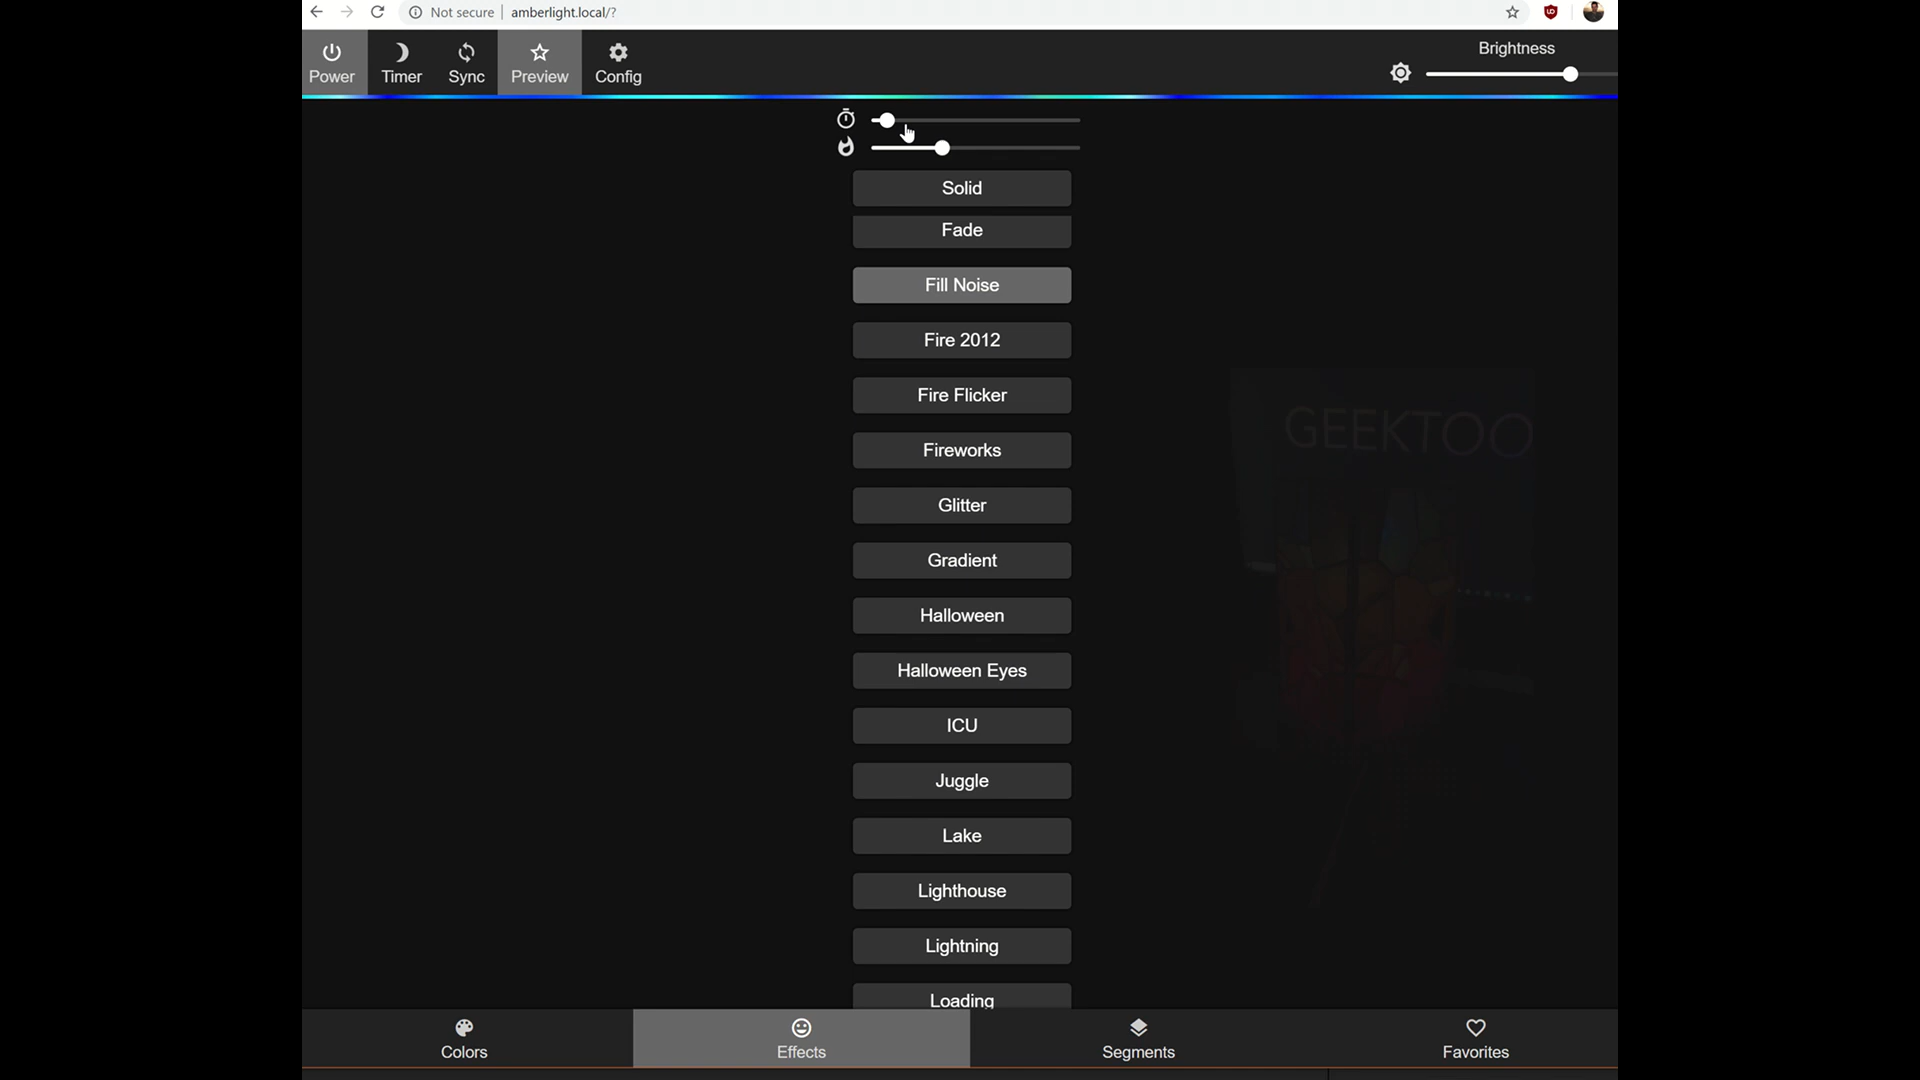 Not secure | amberlight.local/?
Power
Timer
Sync
Preview
Config
Brightness
Solid
Fade
Fill Noise
Fire 2012
Fire Flicker
Fireworks
Glitter
Gradient
Halloween
Halloween Eyes
ICU
Juggle
Lake
Lighthouse
Lightning
Loading
GEEKTOO
Colors
Effects
Segments
Favorites